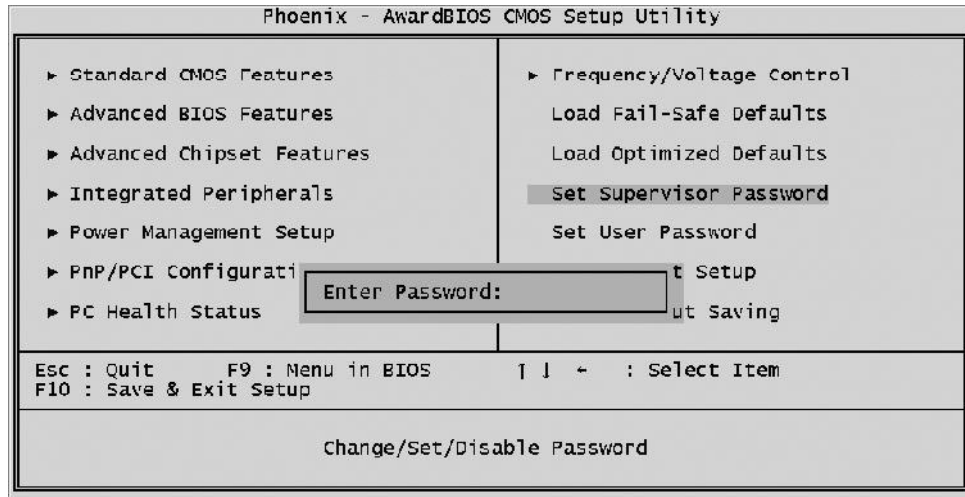 Phoenix - AwardBIOS CMOS Setup Utility
► Standard CMOS Features
► Advanced BIOS Features
► Advanced Chipset Features
► Integrated Peripherals
► Power Management Setup
► PnP/PCI Configurati
► PC Health Status
► Frequency/Voltage Control
Load Fail-Safe Defaults
Load Optimized Defaults
Set Supervisor Password
Set User Password
t Setup
ut Saving
Enter Password:
Esc : Quit F9 : Menu in BIOS ↑ ↓ ← : Select Item
F10 : Save & Exit Setup
Change/Set/Disable Password